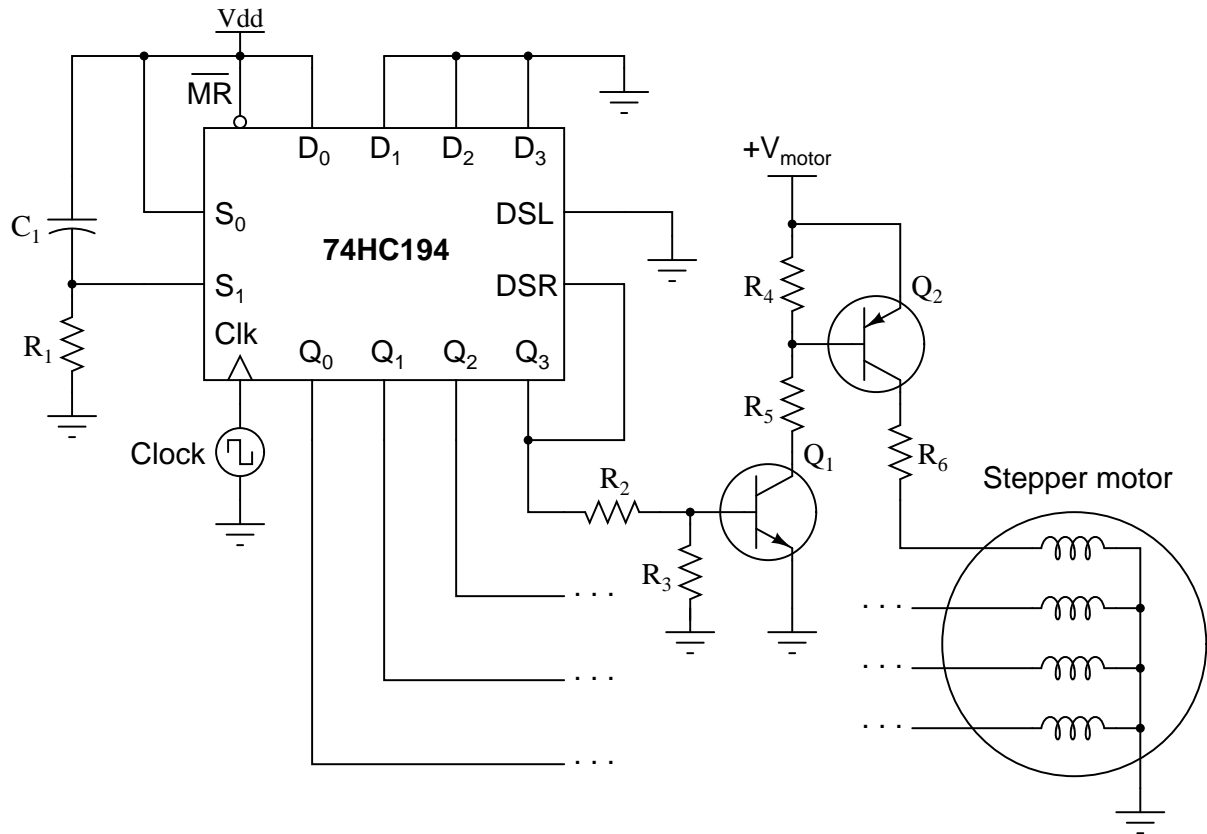 Vdd
MR
D0 D1 D2 D3
+Vmotor
C1
S0
DSL
74HC194
R4
Q2
S1
DSR
R1
Clk
Q0 Q1 Q2 Q3
R5
Clock
Q1
R6
R2
Stepper motor
R3
. . .
. . .
. . .
. . .
. . .
. . .